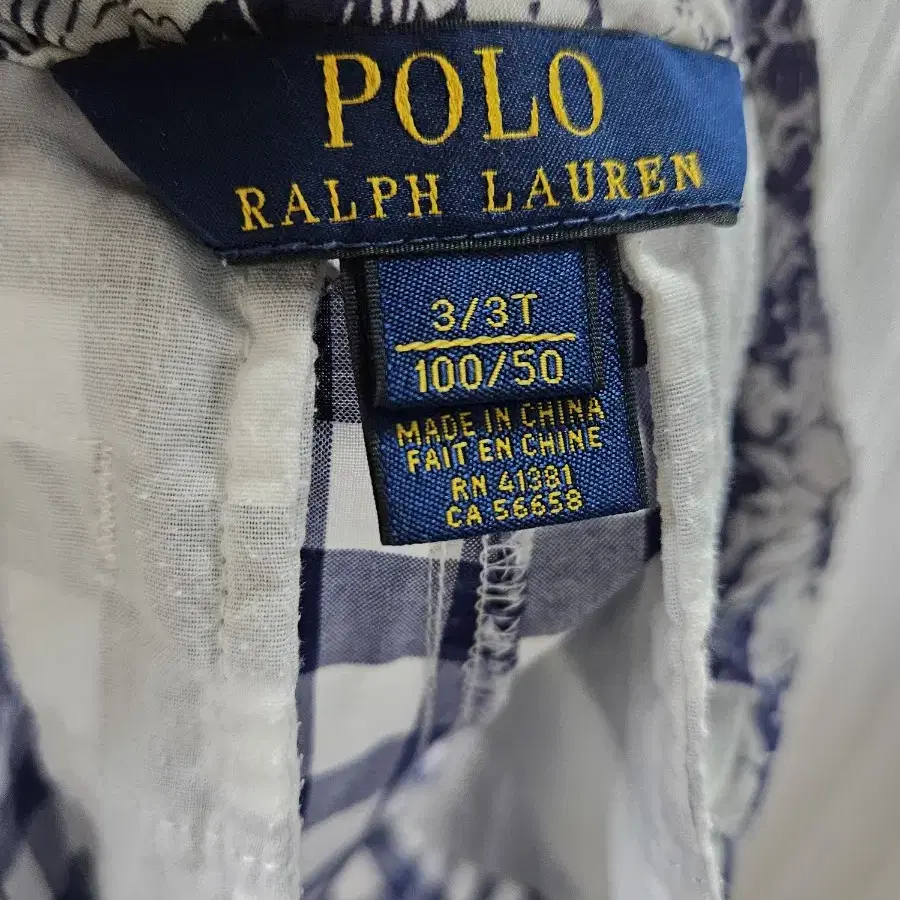 POLO
RALPH LAUREN
3/3T
100/50
MADE IN CHINA
FAIT EN CHINE
RN 41381
CA 56658